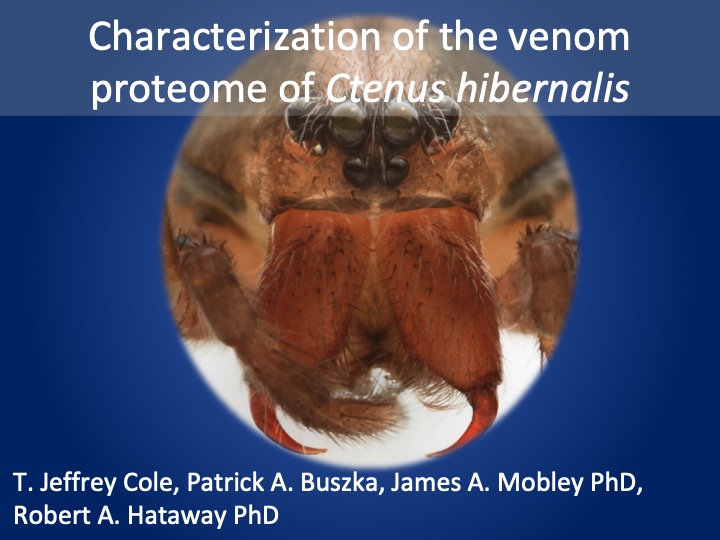 Characterization of the venom
proteome of Ctenus hibernalis
T. Jeffrey Cole, Patrick A. Buszka, James A. Mobley PhD,
Robert A. Hataway PhD